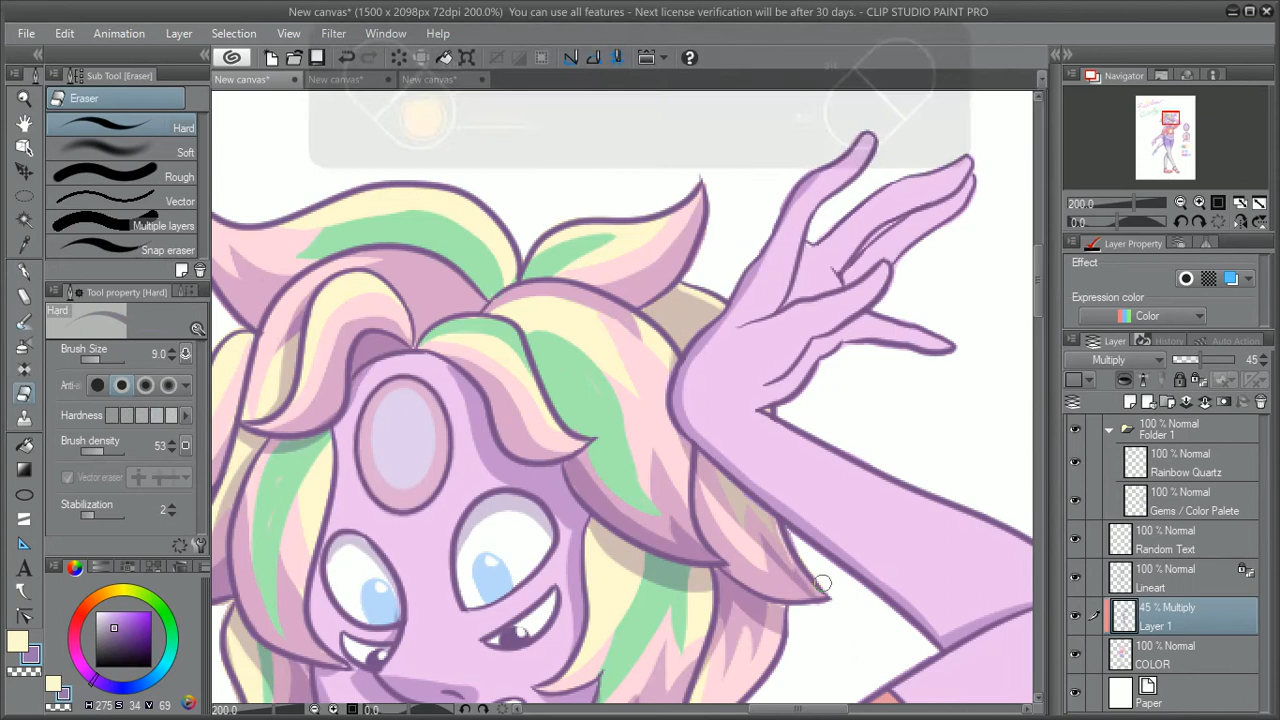 New canvas* (1500 x 2098px 72dpi 200.0%) You can use all features - Next license verification will be after 30 days. - CLIP STUDIO PAINT PRO
File Edit Animation Layer Selection View Filter Window Help
New canvas* New canvas* New canvas*
Sub Tool [Eraser]
Eraser
Hard
Soft
Rough
Vector
Multiple layers
Snap eraser
Tool property [Hard]
Hard
Brush Size 9.0
Anti-a
Hardness
Brush density 53
Vector eraser
Stabilization 2
H 275 S 34 V 69
200.0 0.0
Navigator
200.0
0.0
Layer Property
Effect
Expression color
Color
Layer History Auto Action
Multiply 45
100 % Normal
Folder 1
100 % Normal
Rainbow Quartz
100 % Normal
Gems / Color Palete
100 % Normal
Random Text
100 % Normal
Lineart
45 % Multiply
Layer 1
100 % Normal
COLOR
Paper